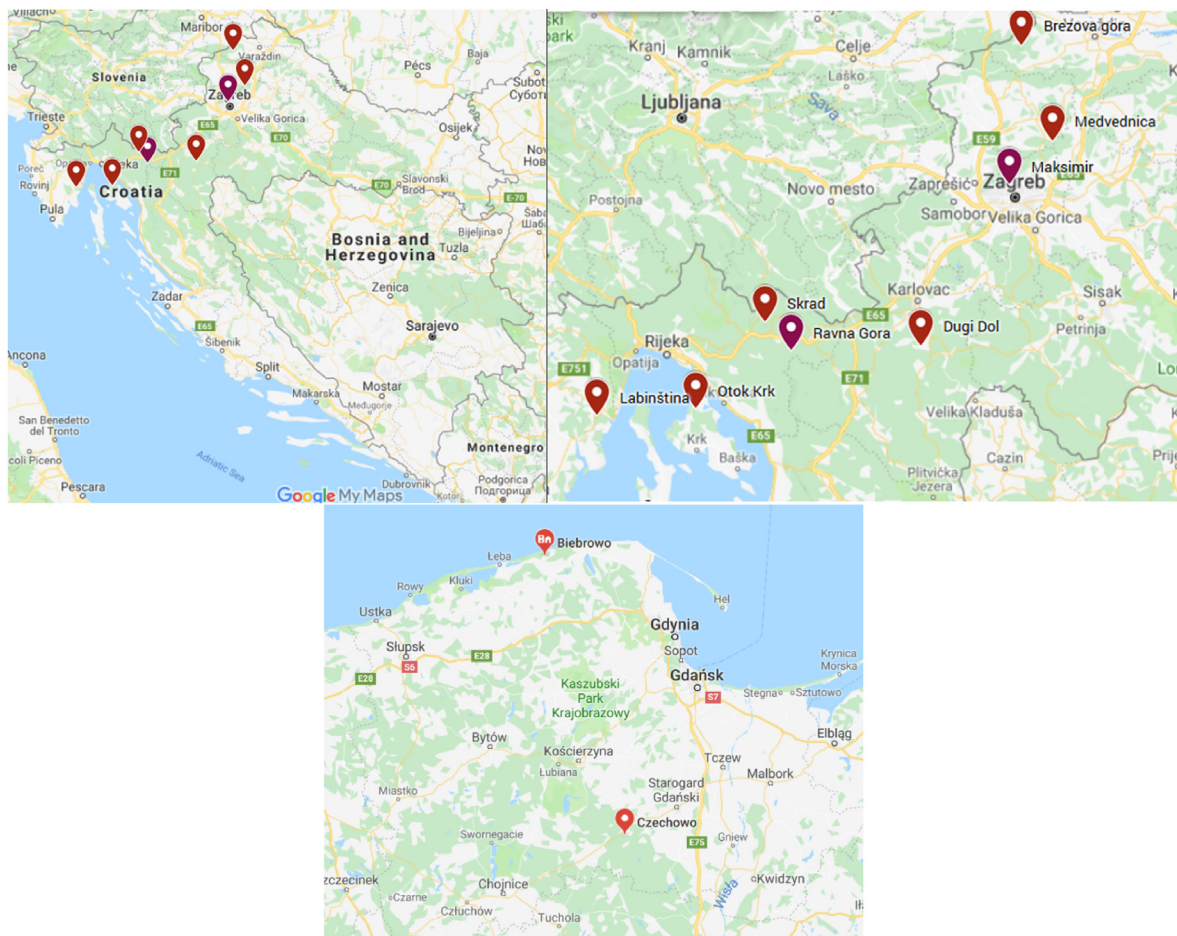 Maribor
Varaždin
Slovenia
Pécs
Baja
Zagreb
Velika Gorica
Trieste
E65
E70
Osijek
Poreč
Rovinj
Croatia
E71
Pula
Slavonski
Brod
E70
E-70
Bosnia and
Herzegovina
Bijeljina
Tuzla
Zadar
Zenica
E65
Sarajevo
Šibenik
Ancona
Split
Mostar
Makarska
Međugorje
San Benedetto
del Tronto
coli Piceno
Montenegro
Adriatic Sea
Pescara
Dubrovnik
Kotor
Podgorica
Подгорица
Google My Maps
Brezova gora
Kranj
Kamnik
Celje
Laško
Ljubljana
Sava
Medvednica
E59
Maksimir
Zaprešić
Zagreb
Novo mesto
Postojna
Samobor
Velika Gorica
Karlovac
Sisak
Skrad
E65
Dugi Dol
Petrinja
Ravna Gora
Rijeka
Opatija
E751
E71
Labinština
Otok Krk
Velika Kladuša
Krk
E65
Baška
Cazin
Plitvička
Jezera
Biebrowo
Łeba
Rowy
Kluki
Hel
Ustka
Gdynia
Sopot
Słupsk
E28
S6
Krynica
Morska
Gdańsk
E28
S7
Stegna
Sztutowo
Kaszubski
Park
Krajobrazowy
Elbląg
Bytów
Kościerzyna
Łubiana
Tczew
Malbork
Miastko
Starogard
Gdański
Czechowo
Swornegacie
E75
Gniew
Wisła
Kwidzyn
Chojnice
Czarne
Człuchów
Tuchola